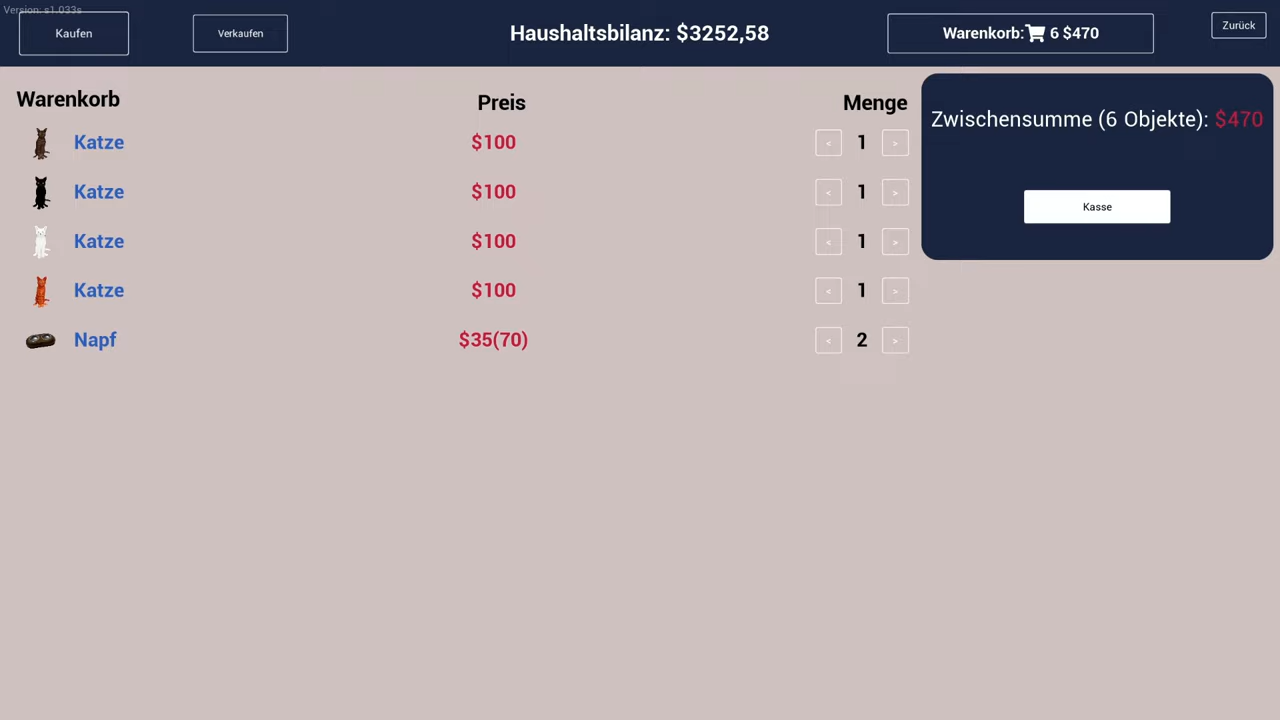 Version: s1.033s
Kaufen
Verkaufen
Haushaltsbilanz: $3252,58
Warenkorb: 6 $470
Zurück
Warenkorb Preis Menge
Katze $100 < 1 >
Katze $100 < 1 >
Katze $100 < 1 >
Katze $100 < 1 >
Napf $35(70) < 2 >
Zwischensumme (6 Objekte): $470
Kasse